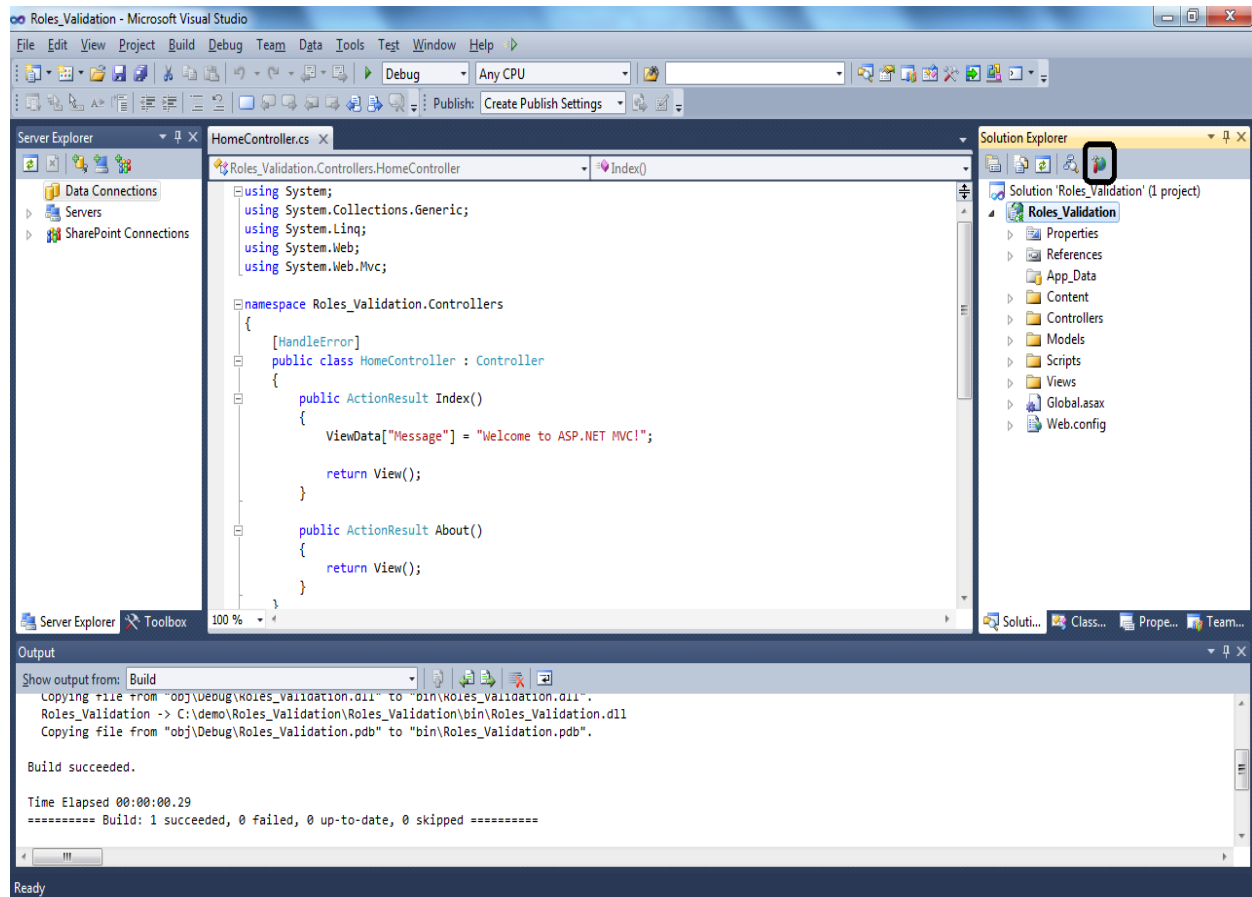 Roles_Validation - Microsoft Visual Studio
File Edit View Project Build Debug Team Data Tools Test Window Help
Debug Any CPU
Publish: Create Publish Settings
Server Explorer
Data Connections
Servers
SharePoint Connections
Server Explorer Toolbox
HomeController.cs
Roles_Validation.Controllers.HomeController Index()
using System;
using System.Collections.Generic;
using System.Linq;
using System.Web;
using System.Web.Mvc;
namespace Roles_Validation.Controllers
{
[HandleError]
public class HomeController : Controller
{
public ActionResult Index()
{
ViewData["Message"] = "Welcome to ASP.NET MVC!";
return View();
}
public ActionResult About()
{
return View();
}
}
100 %
Solution Explorer
Solution 'Roles_Validation' (1 project)
Roles_Validation
Properties
References
App_Data
Content
Controllers
Models
Scripts
Views
Global.asax
Web.config
Soluti... Class... Prope... Team...
Output
Show output from: Build
Copying file from "obj\Debug\Roles_Validation.dll" to "bin\Roles_Validation.dll".
Roles_Validation -> C:\demo\Roles_Validation\Roles_Validation\bin\Roles_Validation.dll
Copying file from "obj\Debug\Roles_Validation.pdb" to "bin\Roles_Validation.pdb".
Build succeeded.
Time Elapsed 00:00:00.29
========== Build: 1 succeeded, 0 failed, 0 up-to-date, 0 skipped ==========
Ready